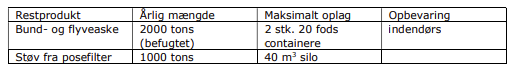 Restprodukt Årlig mængde Maksimalt oplag Opbevaring
Bund- og flyveaske 2000 tons 2 stk. 20 fods indendørs
(befugtet) containere
Støv fra posefilter 1000 tons 40 m³ silo